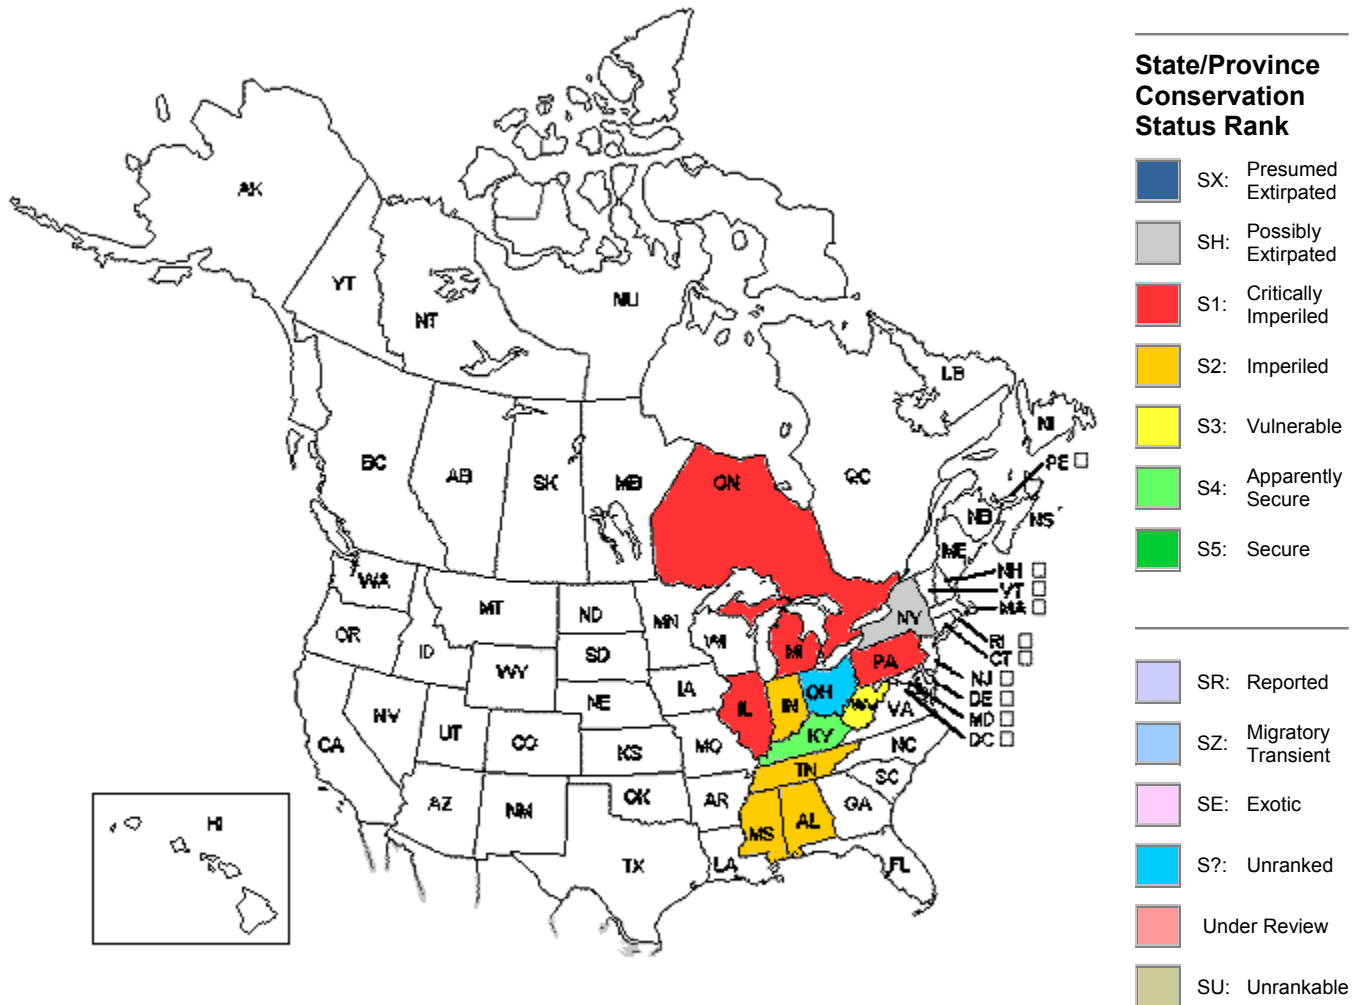 AK
YT
NT
NU
BC
AB
SK
MB
ON
QC
LB
NB
NS
PE
WA
OR
ID
MT
ND
MN
WI
MI
NY
ME
NH
VT
MA
RI
CT
NJ
DE
MD
DC
SD
WY
NE
IA
IL
IN
OH
PA
WV
VA
CA
NV
UT
CO
KS
MO
KY
TN
NC
SC
AZ
NM
OK
AR
MS
AL
GA
TX
LA
FL
HI
State/Province
Conservation
Status Rank
SX: Presumed
Extirpated
SH: Possibly
Extirpated
S1: Critically
Imperiled
S2: Imperiled
S3: Vulnerable
S4: Apparently
Secure
S5: Secure
SR: Reported
SZ: Migratory
Transient
SE: Exotic
S?: Unranked
Under Review
SU: Unrankable